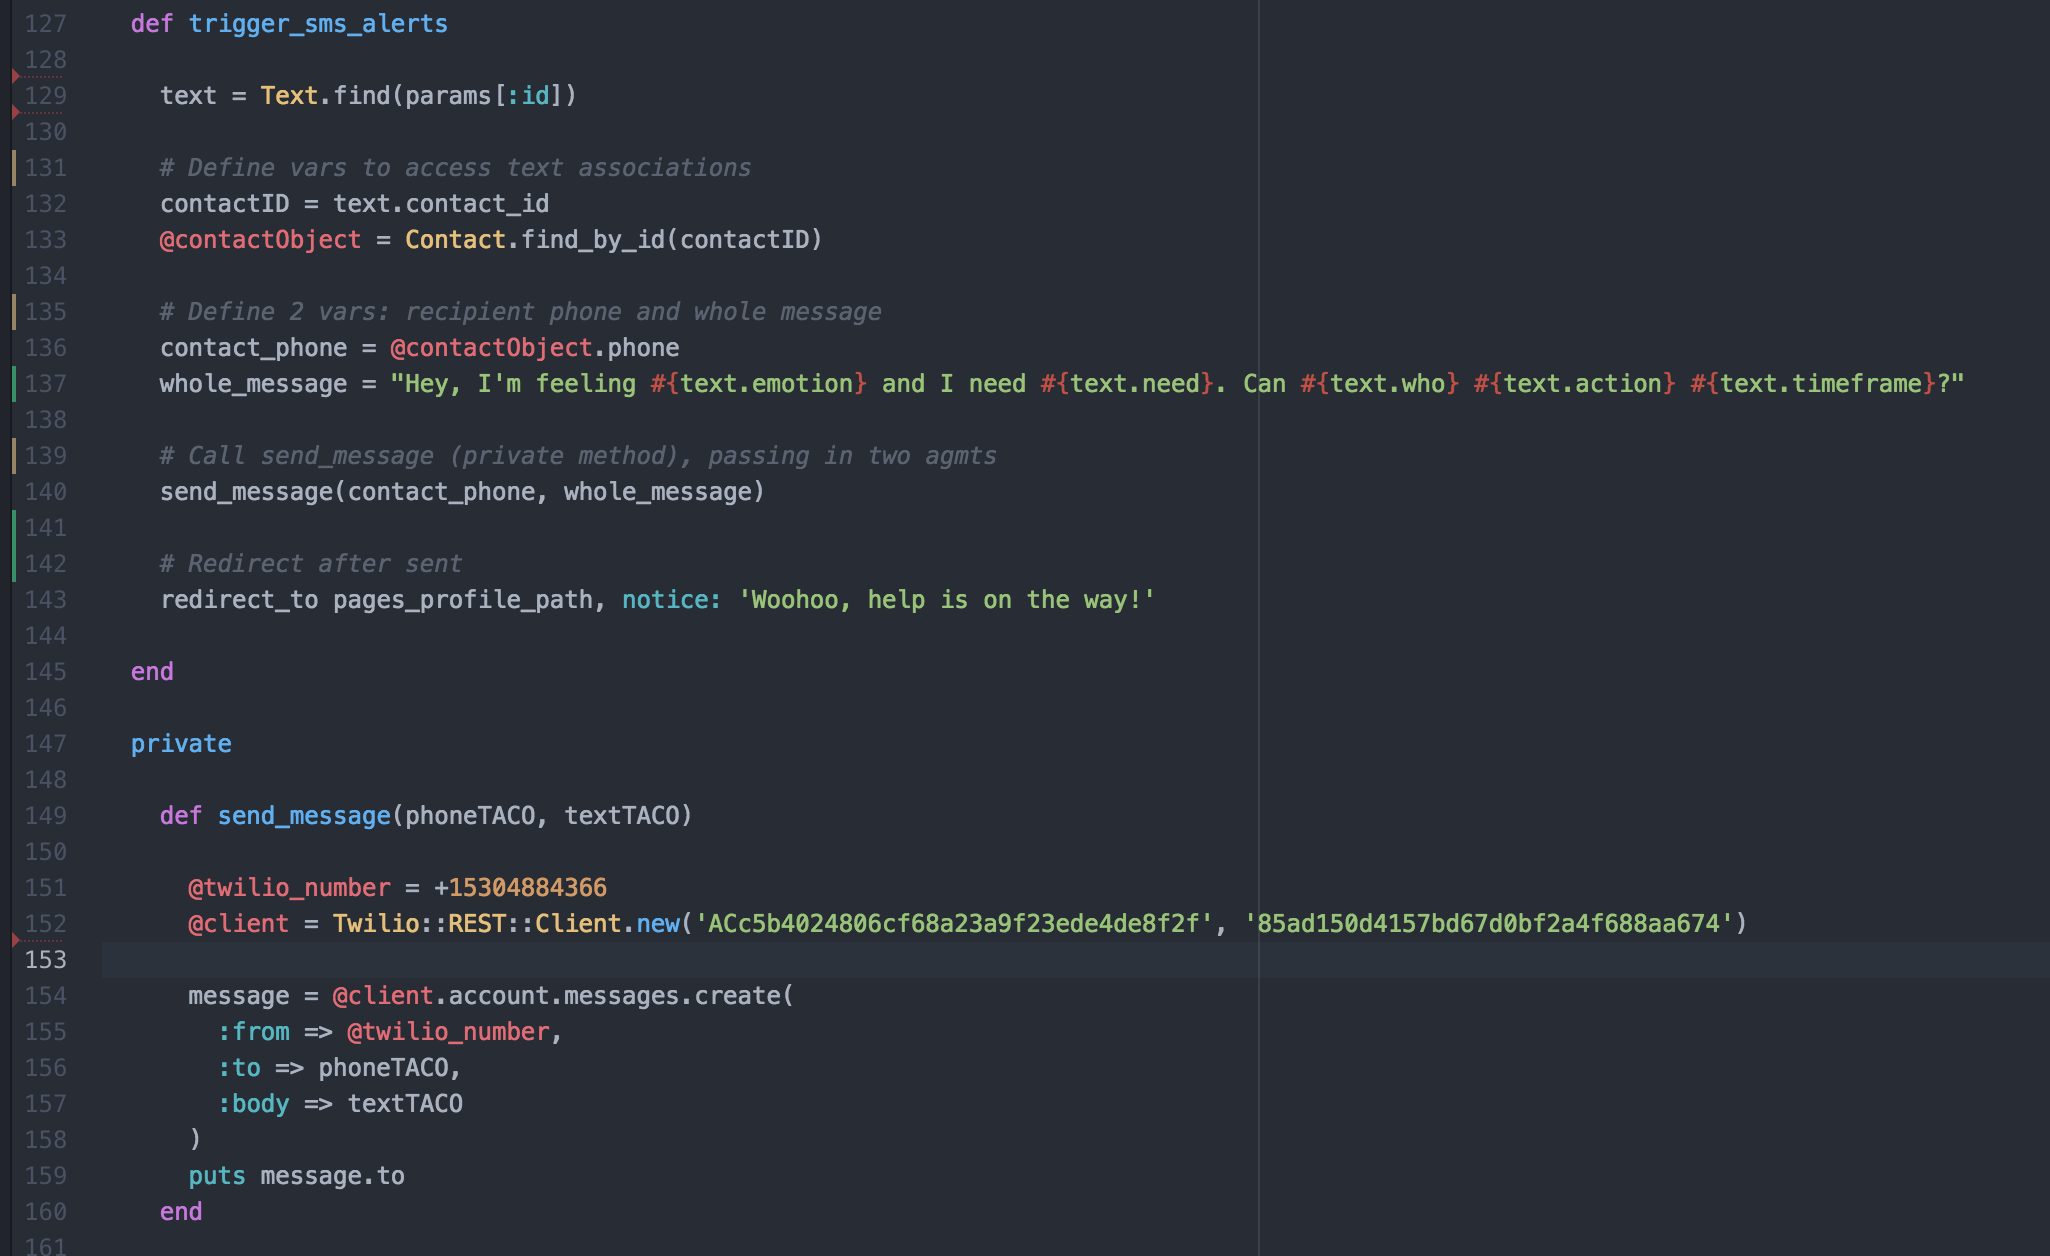 127 def trigger_sms_alerts
128
129 text = Text.find(params[:id])
130
131 # Define vars to access text associations
132 contactID = text.contact_id
133 @contactObject = Contact.find_by_id(contactID)
134
135 # Define 2 vars: recipient phone and whole message
136 contact_phone = @contactObject.phone
137 whole_message = "Hey, I'm feeling #{text.emotion} and I need #{text.need}. Can #{text.who} #{text.action} #{text.timeframe}?"
138
139 # Call send_message (private method), passing in two agmts
140 send_message(contact_phone, whole_message)
141
142 # Redirect after sent
143 redirect_to pages_profile_path, notice: 'Woohoo, help is on the way!'
144
145 end
146
147 private
148
149 def send_message(phoneTACO, textTACO)
150
151 @twilio_number = +15304884366
152 @client = Twilio::REST::Client.new('ACc5b4024806cf68a23a9f23ede4de8f2f', '85ad150d4157bd67d0bf2a4f688aa674')
153
154 message = @client.account.messages.create(
155 :from => @twilio_number,
156 :to => phoneTACO,
157 :body => textTACO
158 )
159 puts message.to
160 end
161